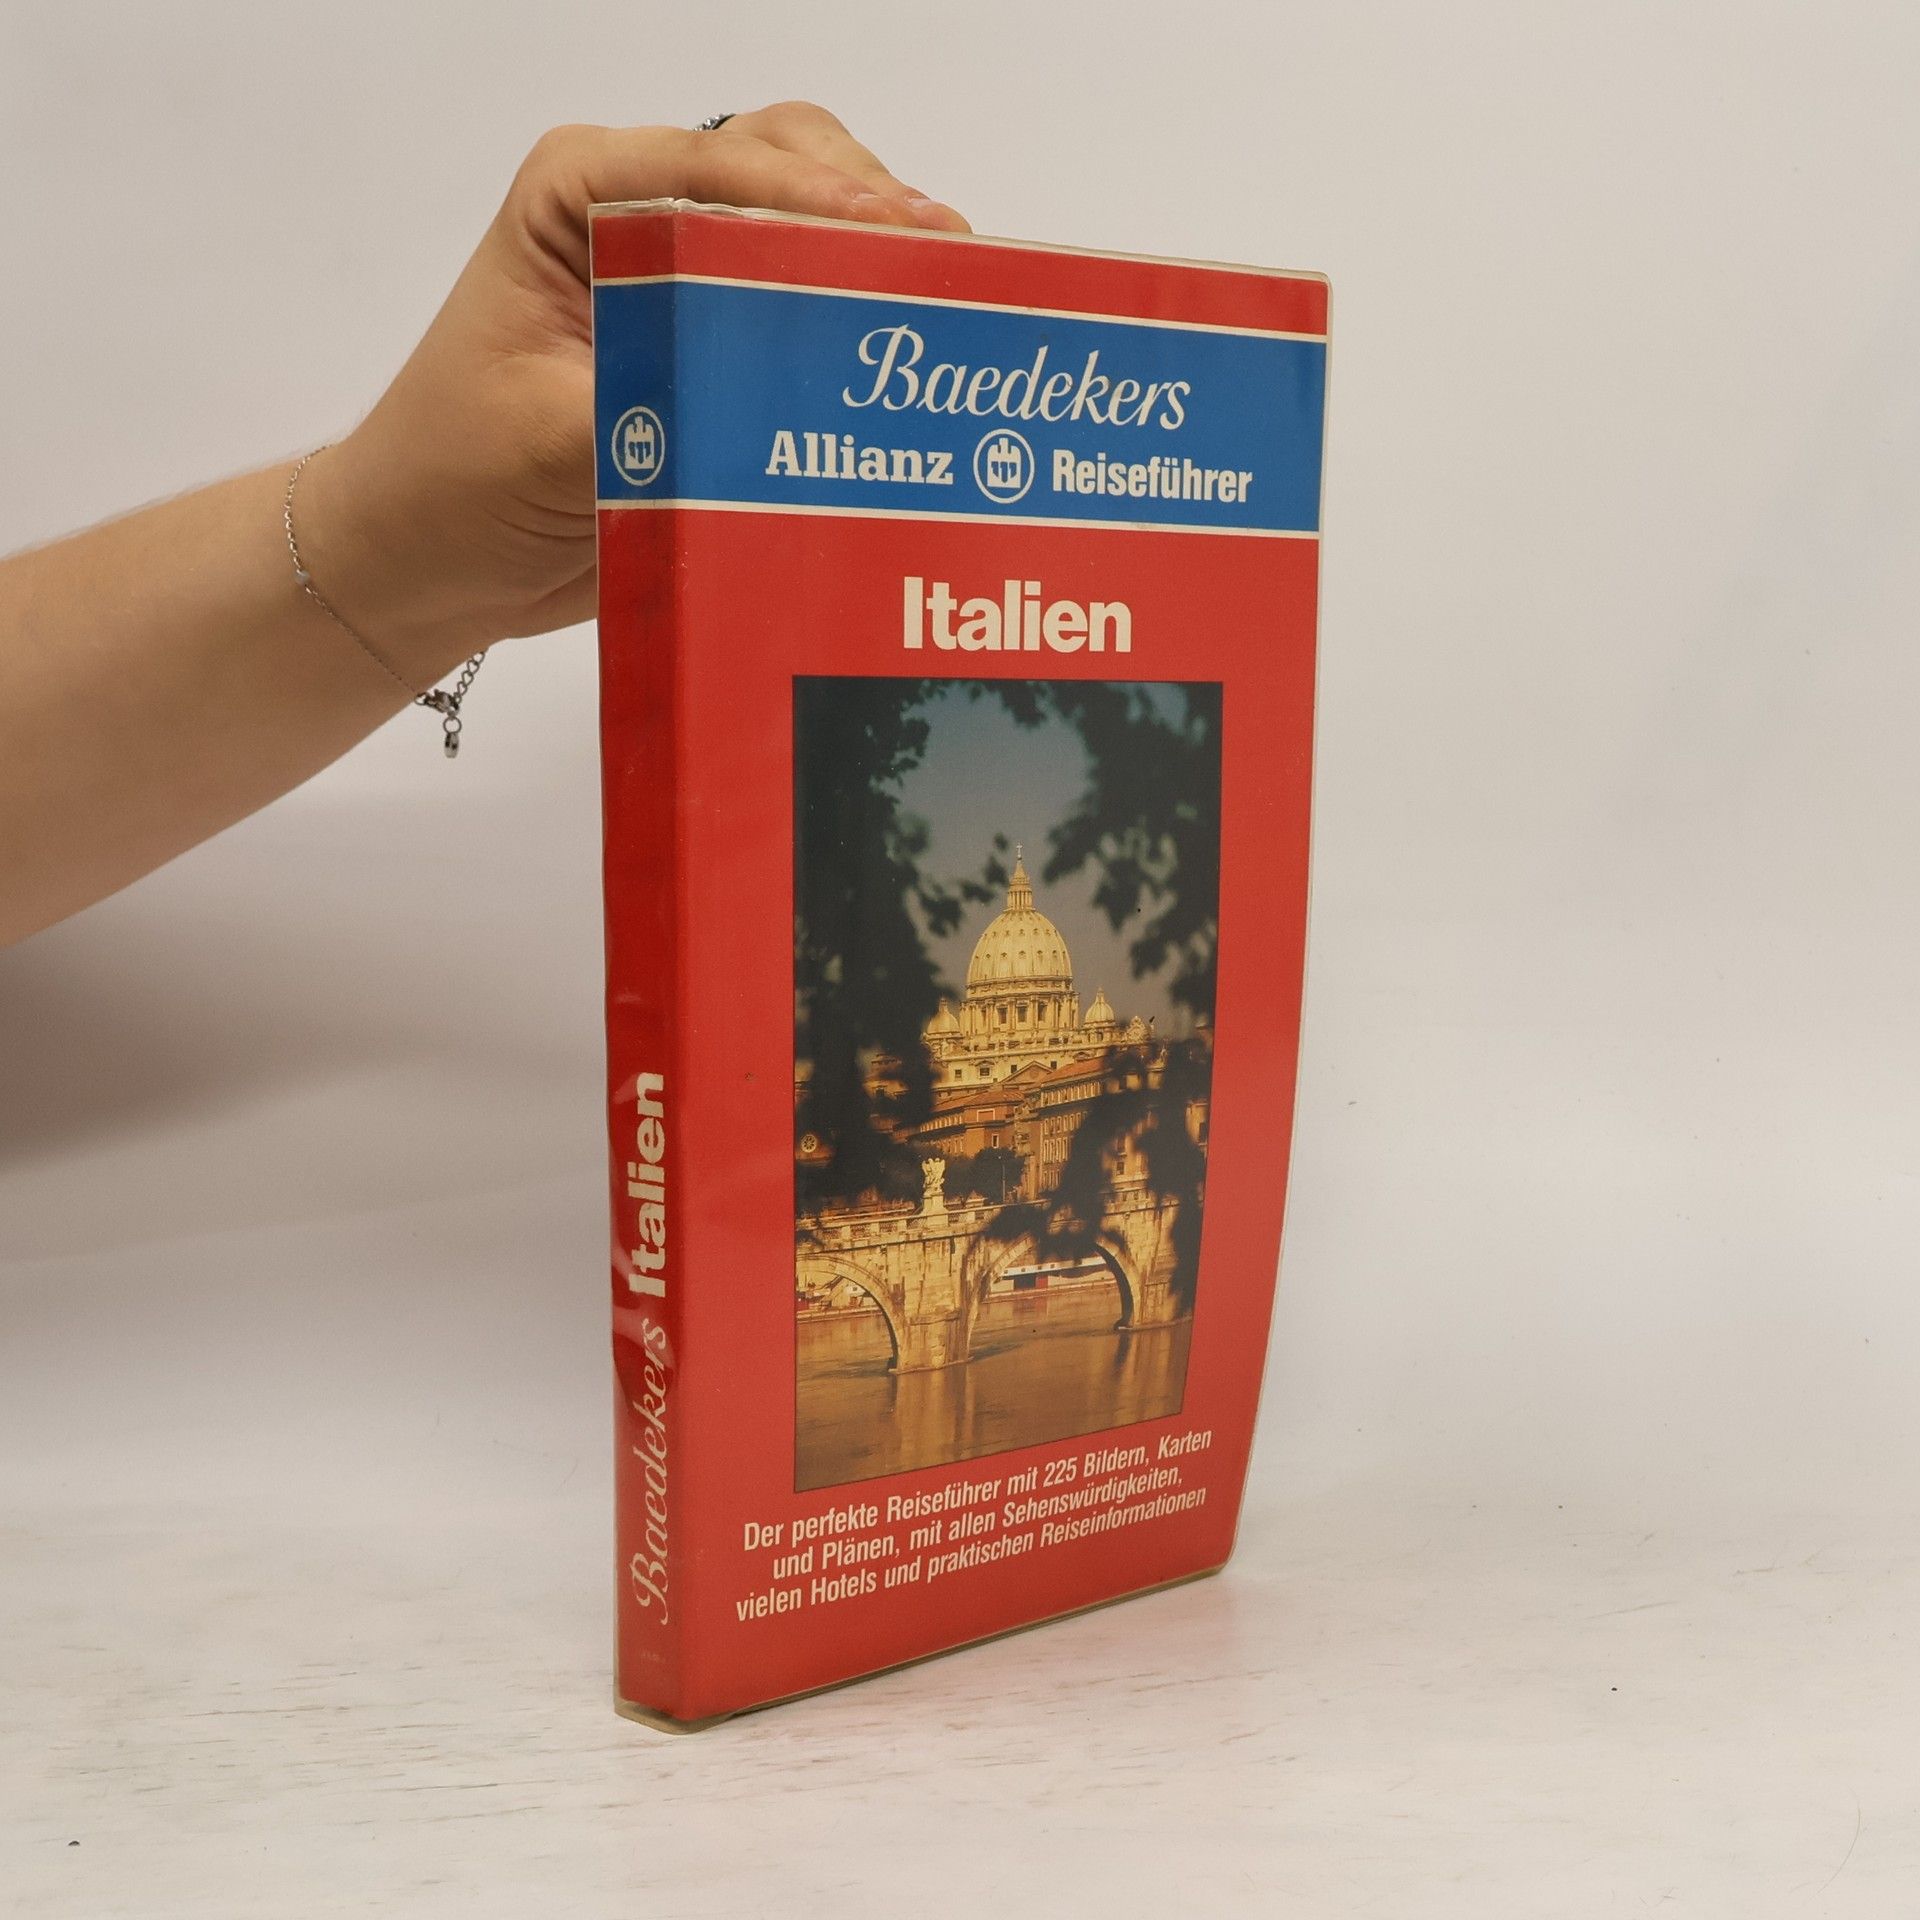 Baedekers
Allianz Reiseführer
Italien
Der perfekte Reiseführer mit 225 Bildern, Karten
und Plänen, mit allen Sehenswürdigkeiten,
vielen Hotels und praktischen Reiseinformationen
Baedekers Italien